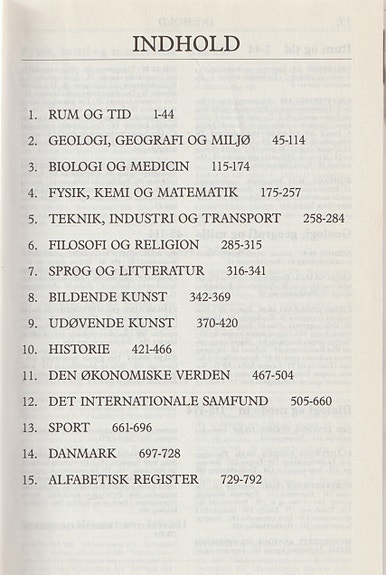 INDHOLD
1. RUM OG TID 1-44
2. GEOLOGI, GEOGRAFI OG MILJØ 45-114
3. BIOLOGI OG MEDICIN 115-174
4. FYSIK, KEMI OG MATEMATIK 175-257
5. TEKNIK, INDUSTRI OG TRANSPORT 258-284
6. FILOSOFI OG RELIGION 285-315
7. SPROG OG LITTERATUR 316-341
8. BILDENDE KUNST 342-369
9. UDØVENDE KUNST 370-420
10. HISTORIE 421-466
11. DEN ØKONOMISKE VERDEN 467-504
12. DET INTERNATIONALE SAMFUND 505-660
13. SPORT 661-696
14. DANMARK 697-728
15. ALFABETISK REGISTER 729-792